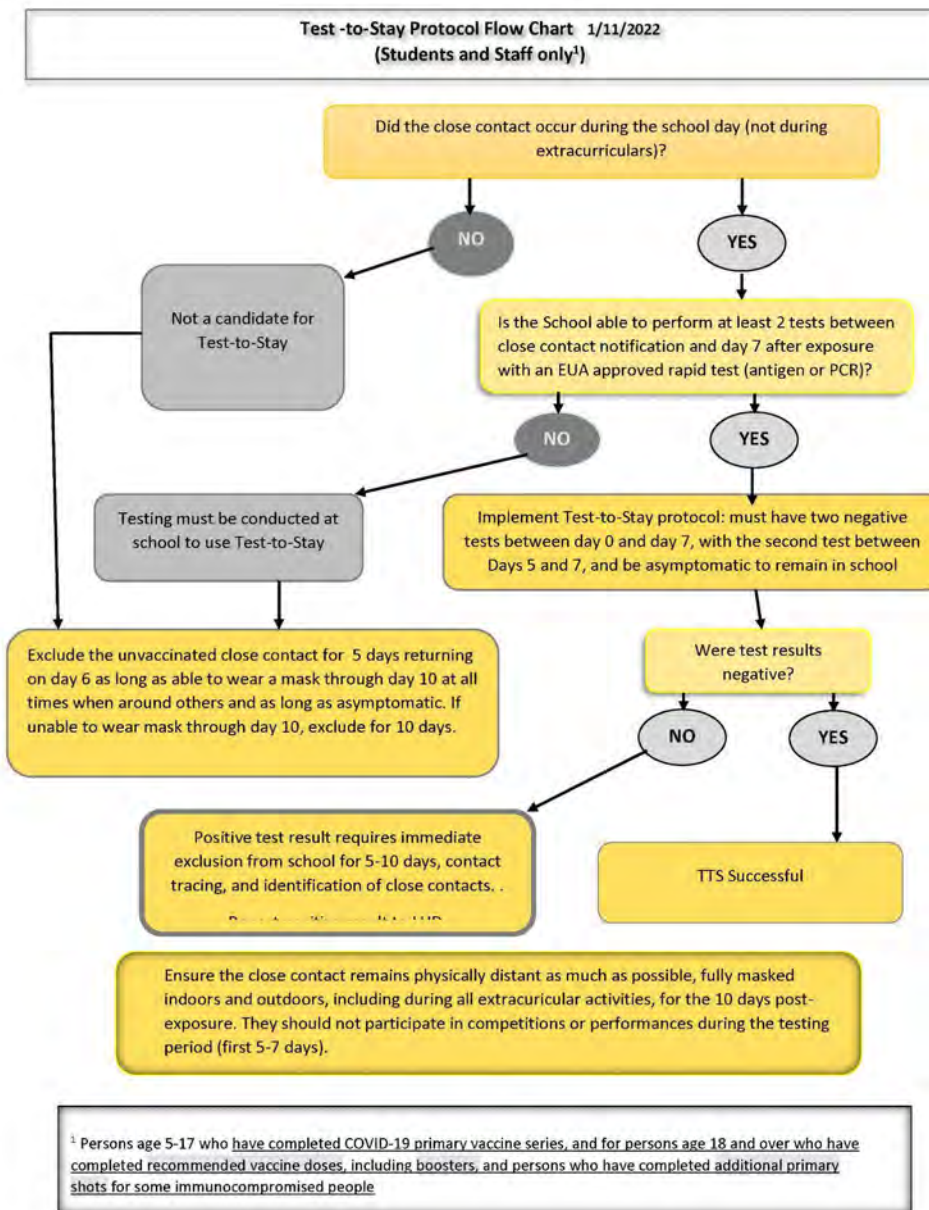 Test -to-Stay Protocol Flow Chart 1/11/2022
(Students and Staff only¹)
Did the close contact occur during the school day (not during
extracurriculars)?
NO
YES
Not a candidate for
Test-to-Stay
Is the School able to perform at least 2 tests between
close contact notification and day 7 after exposure
with an EUA approved rapid test (antigen or PCR)?
NO
YES
Testing must be conducted at
school to use Test-to-Stay
Implement Test-to-Stay protocol: must have two negative
tests between day 0 and day 7, with the second test between
Days 5 and 7, and be asymptomatic to remain in school
Exclude the unvaccinated close contact for 5 days returning
on day 6 as long as able to wear a mask through day 10 at all
times when around others and as long as asymptomatic. If
unable to wear mask through day 10, exclude for 10 days.
Were test results
negative?
NO
YES
Positive test result requires immediate
exclusion from school for 5-10 days, contact
tracing, and identification of close contacts. .
TTS Successful
Ensure the close contact remains physically distant as much as possible, fully masked
indoors and outdoors, including during all extracuricular activities, for the 10 days post-
exposure. They should not participate in competitions or performances during the testing
period (first 5-7 days).
¹ Persons age 5-17 who have completed COVID-19 primary vaccine series, and for persons age 18 and over who have
completed recommended vaccine doses, including boosters, and persons who have completed additional primary
shots for some immunocompromised people